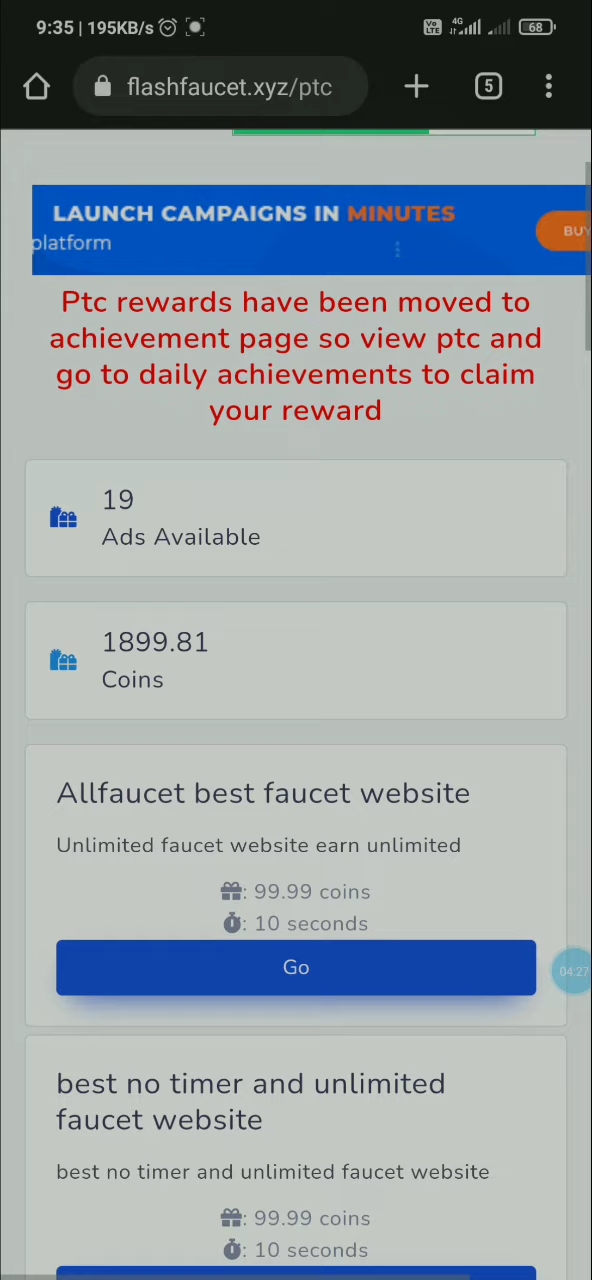 9:35 | 195KB/s
Vo LTE 4G 68
flashfaucet.xyz/ptc
5
LAUNCH CAMPAIGNS IN MINUTES
platform
BUY
Ptc rewards have been moved to
achievement page so view ptc and
go to daily achievements to claim
your reward
19
Ads Available
1899.81
Coins
Allfaucet best faucet website
Unlimited faucet website earn unlimited
: 99.99 coins
: 10 seconds
Go
04:27
best no timer and unlimited
faucet website
best no timer and unlimited faucet website
: 99.99 coins
: 10 seconds